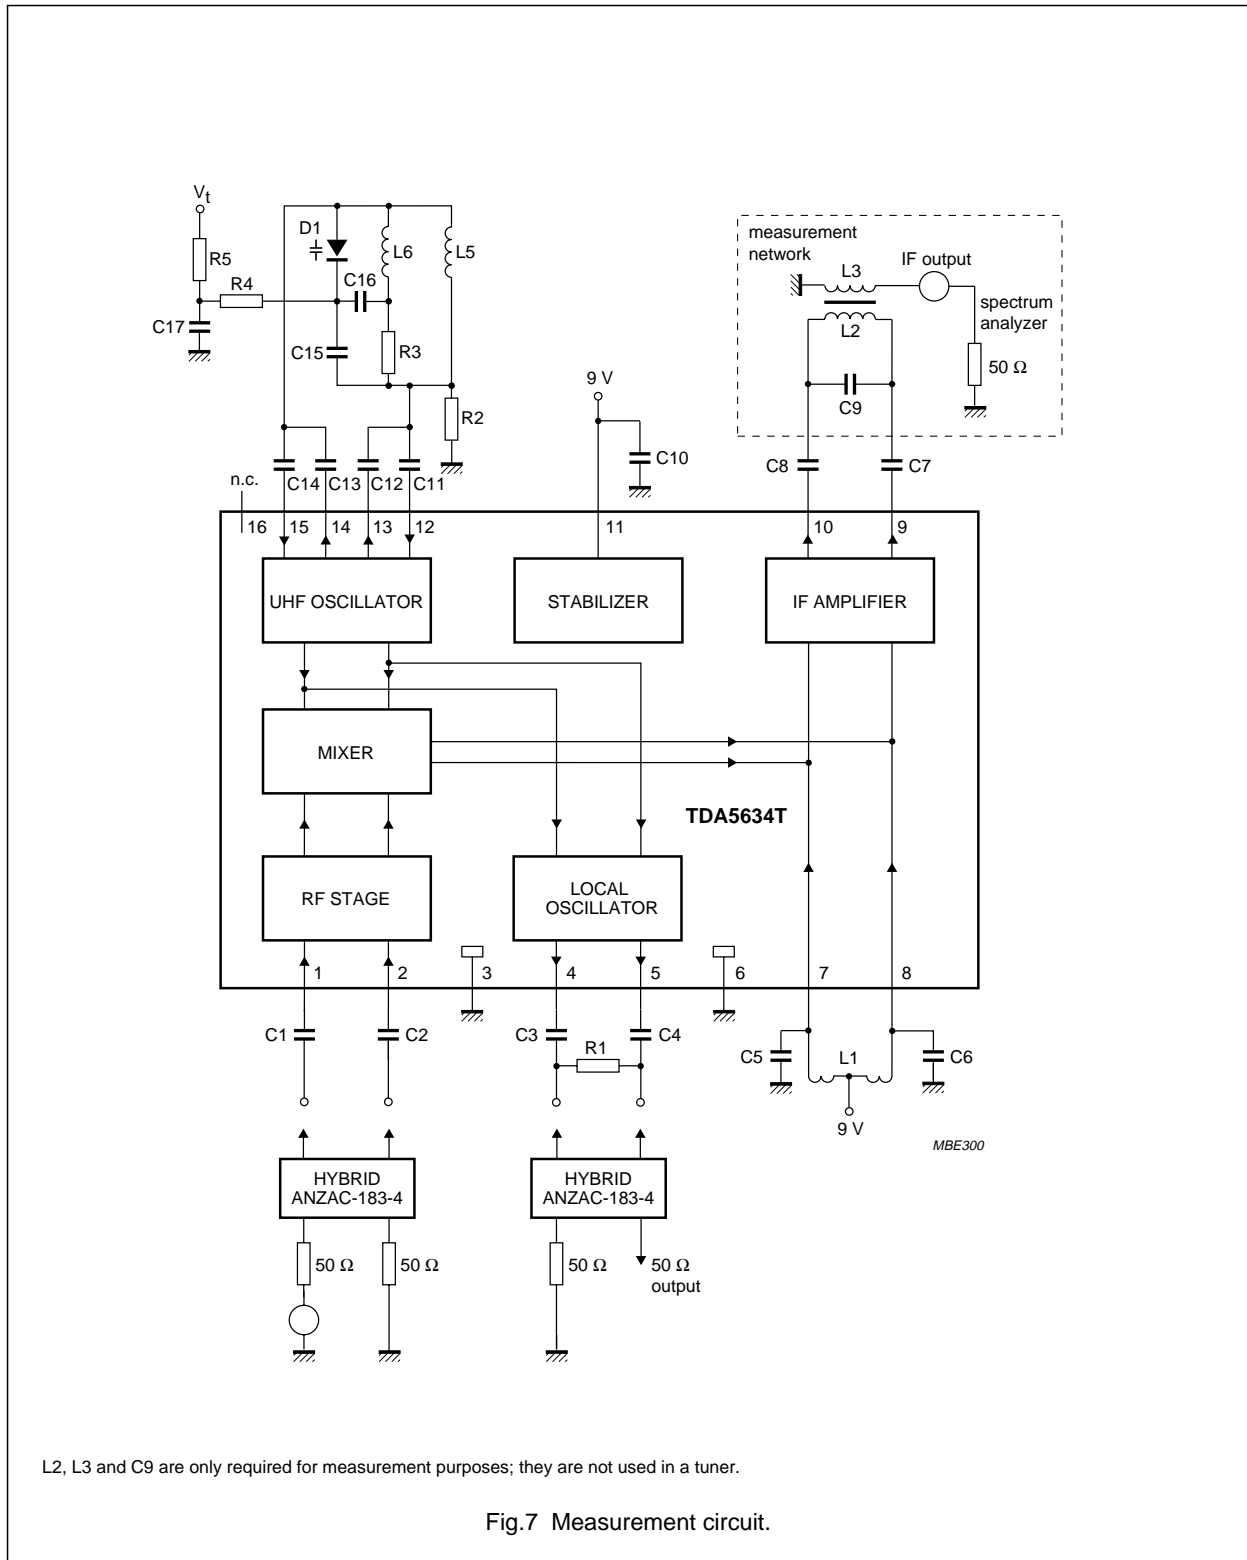 Vt
D1
R5
L6
L5
R4
C16
C17
C15
R3
R2
measurement
network
L3
IF output
spectrum
analyzer
L2
50 Ω
C9
9 V
C10
C8
C7
n.c.
C14
C13
C12
C11
16
15
14
13
12
11
10
9
UHF OSCILLATOR
STABILIZER
IF AMPLIFIER
MIXER
TDA5634T
RF STAGE
LOCAL
OSCILLATOR
1
2
3
4
5
6
7
8
C1
C2
C3
R1
C4
C5
L1
C6
9 V
MBE300
HYBRID
ANZAC-183-4
HYBRID
ANZAC-183-4
50 Ω
50 Ω
50 Ω
50 Ω
output
L2, L3 and C9 are only required for measurement purposes; they are not used in a tuner.
Fig.7 Measurement circuit.